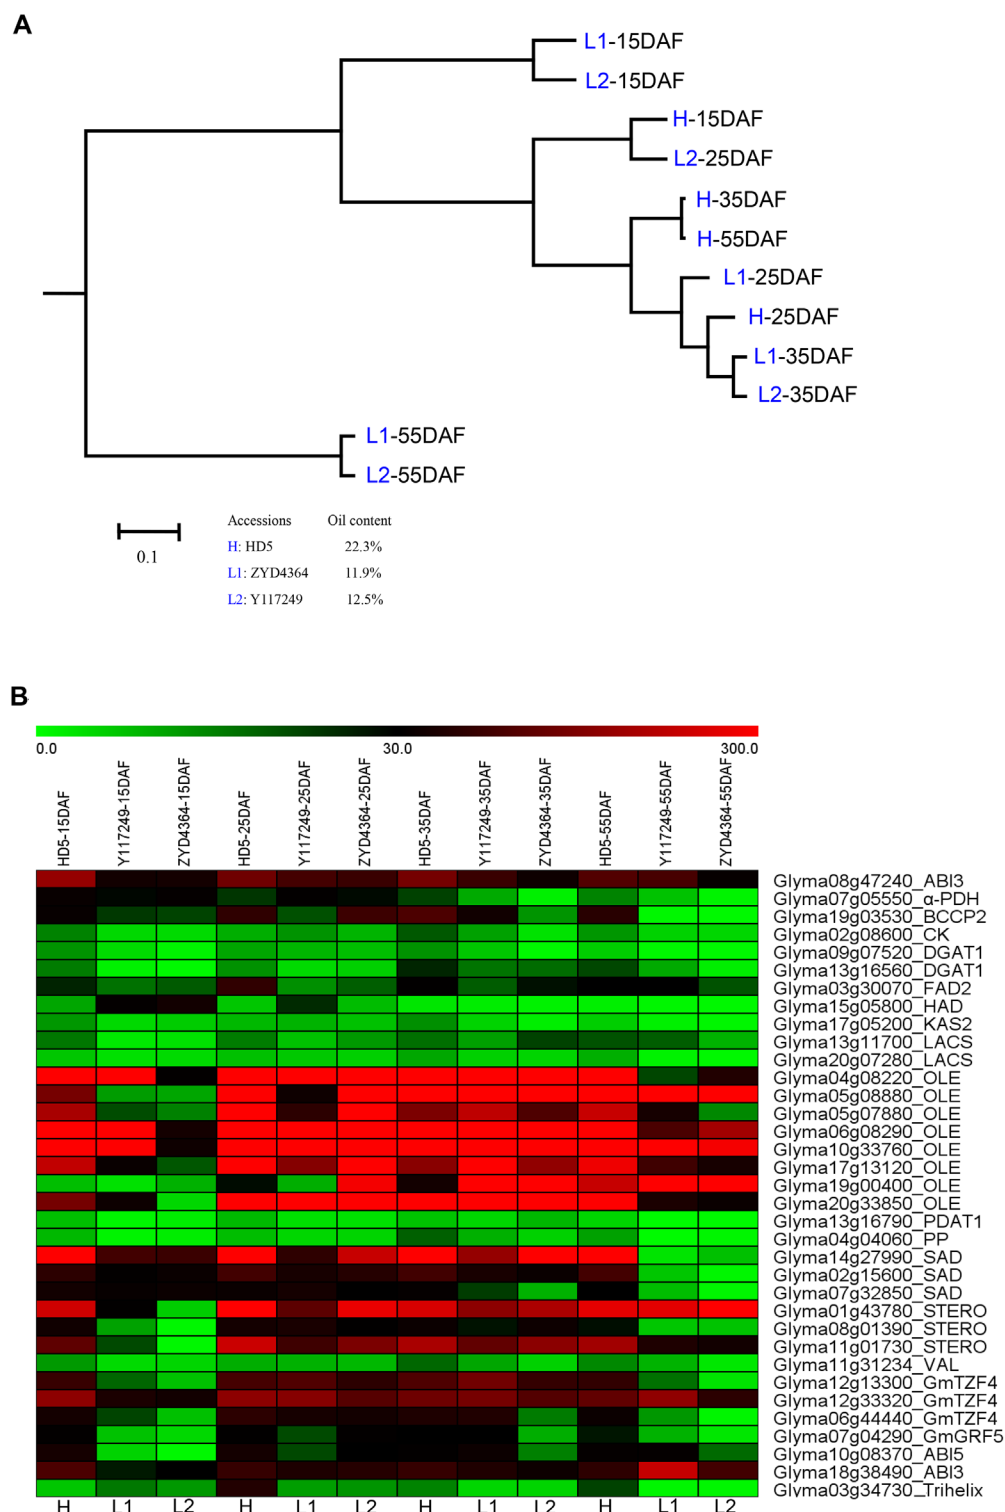 A
L1-15DAF
L2-15DAF
H-15DAF
L2-25DAF
H-35DAF
H-55DAF
L1-25DAF
H-25DAF
L1-35DAF
L2-35DAF
L1-55DAF
L2-55DAF
0.1
Accessions Oil content
H: HD5 22.3%
L1: ZYD4364 11.9%
L2: Y117249 12.5%
B
0.0 30.0 300.0
HD5-15DAF
Y117249-15DAF
ZYD4364-15DAF
HD5-25DAF
Y117249-25DAF
ZYD4364-25DAF
HD5-35DAF
Y117249-35DAF
ZYD4364-35DAF
HD5-55DAF
Y117249-55DAF
ZYD4364-55DAF
Glyma08g47240_ABI3
Glyma07g05550_α-PDH
Glyma19g03530_BCCP2
Glyma02g08600_CK
Glyma09g07520_DGAT1
Glyma13g16560_DGAT1
Glyma03g30070_FAD2
Glyma15g05800_HAD
Glyma17g05200_KAS2
Glyma13g11700_LACS
Glyma20g07280_LACS
Glyma04g08220_OLE
Glyma05g08880_OLE
Glyma05g07880_OLE
Glyma06g08290_OLE
Glyma10g33760_OLE
Glyma17g13120_OLE
Glyma19g00400_OLE
Glyma20g33850_OLE
Glyma13g16790_PDAT1
Glyma04g04060_PP
Glyma14g27990_SAD
Glyma02g15600_SAD
Glyma07g32850_SAD
Glyma01g43780_STERO
Glyma08g01390_STERO
Glyma11g01730_STERO
Glyma11g31234_VAL
Glyma12g13300_GmTZF4
Glyma12g33320_GmTZF4
Glyma06g44440_GmTZF4
Glyma07g04290_GmGRF5
Glyma10g08370_ABI5
Glyma18g38490_ABI3
Glyma03g34730_Trihelix
H L1 L2 H L1 L2 H L1 L2 H L1 L2